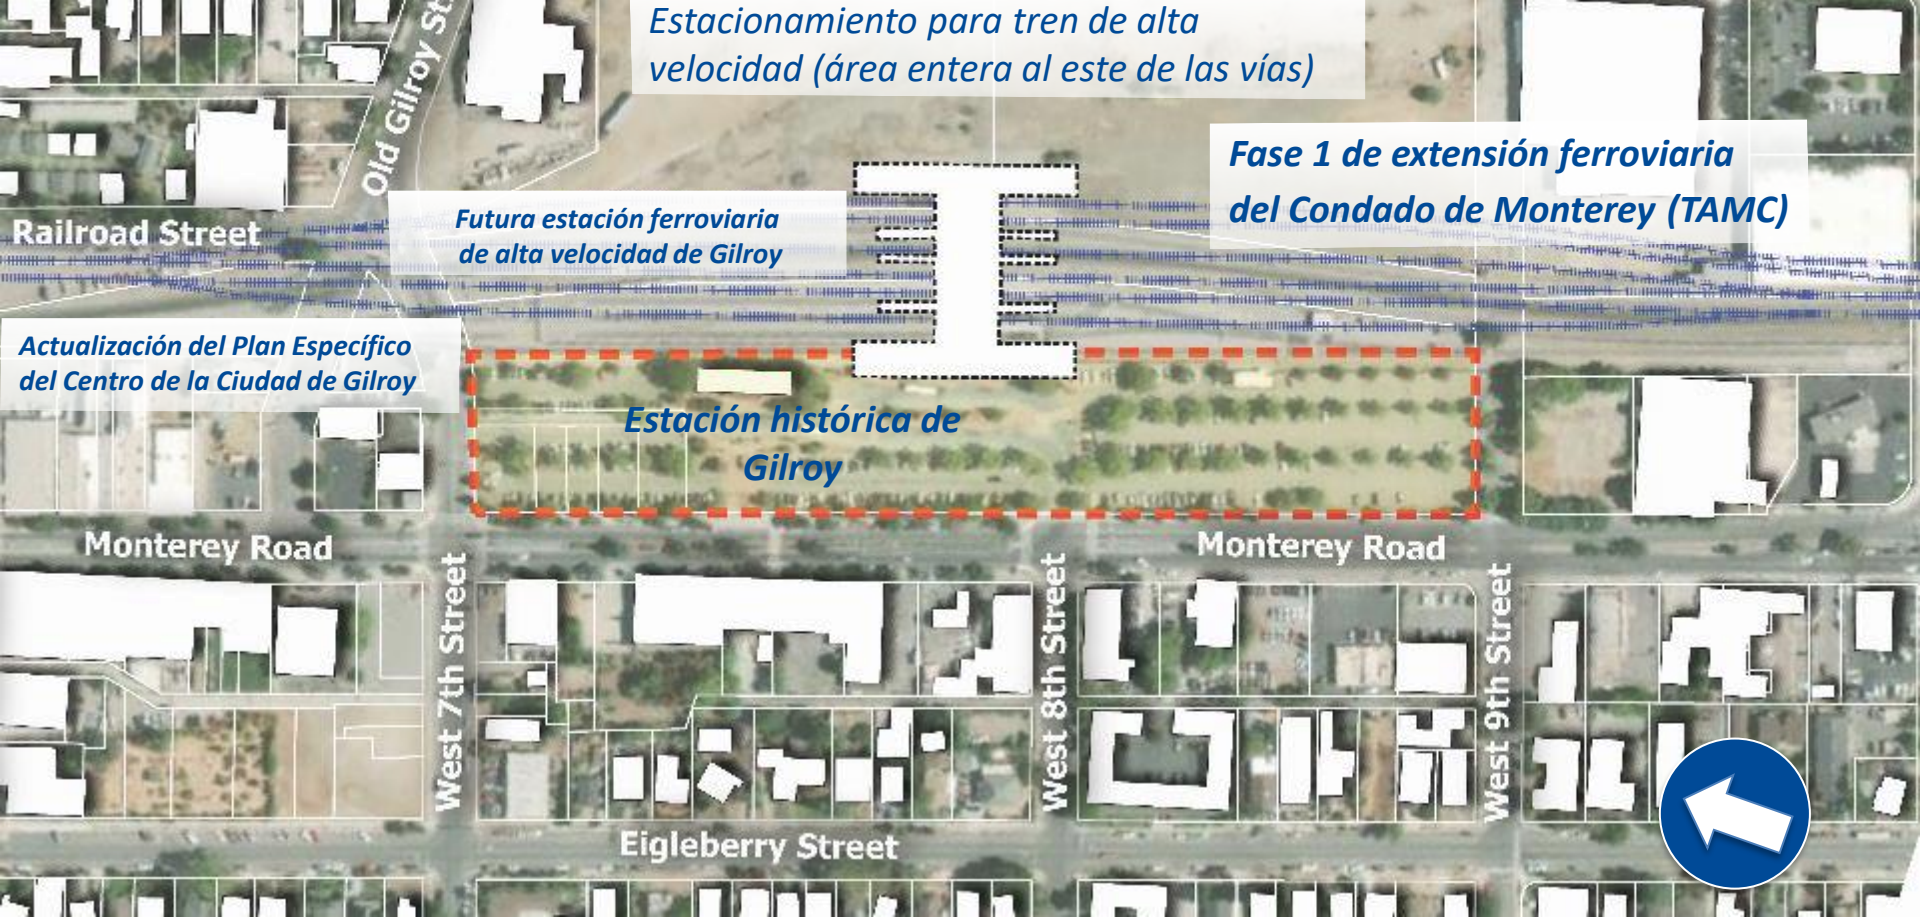 Estacionamiento para tren de alta
velocidad (área entera al este de las vías)
Old Gilroy St
Fase 1 de extensión ferroviaria
del Condado de Monterey (TAMC)
Railroad Street
Futura estación ferroviaria
de alta velocidad de Gilroy
Actualización del Plan Específico
del Centro de la Ciudad de Gilroy
Estación histórica de
Gilroy
Monterey Road
Monterey Road
West 7th Street
West 8th Street
West 9th Street
Eigleberry Street